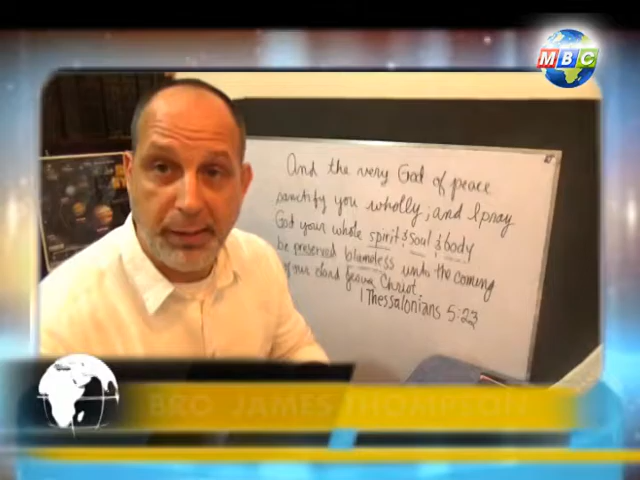 MBC
And the very God of peace
sanctify you wholly; and I pray
God your whole spirit & soul & body
be preserved blameless unto the coming
of our Lord Jesus Christ.
1 Thessalonians 5:23
BRO JAMES THOMPTON